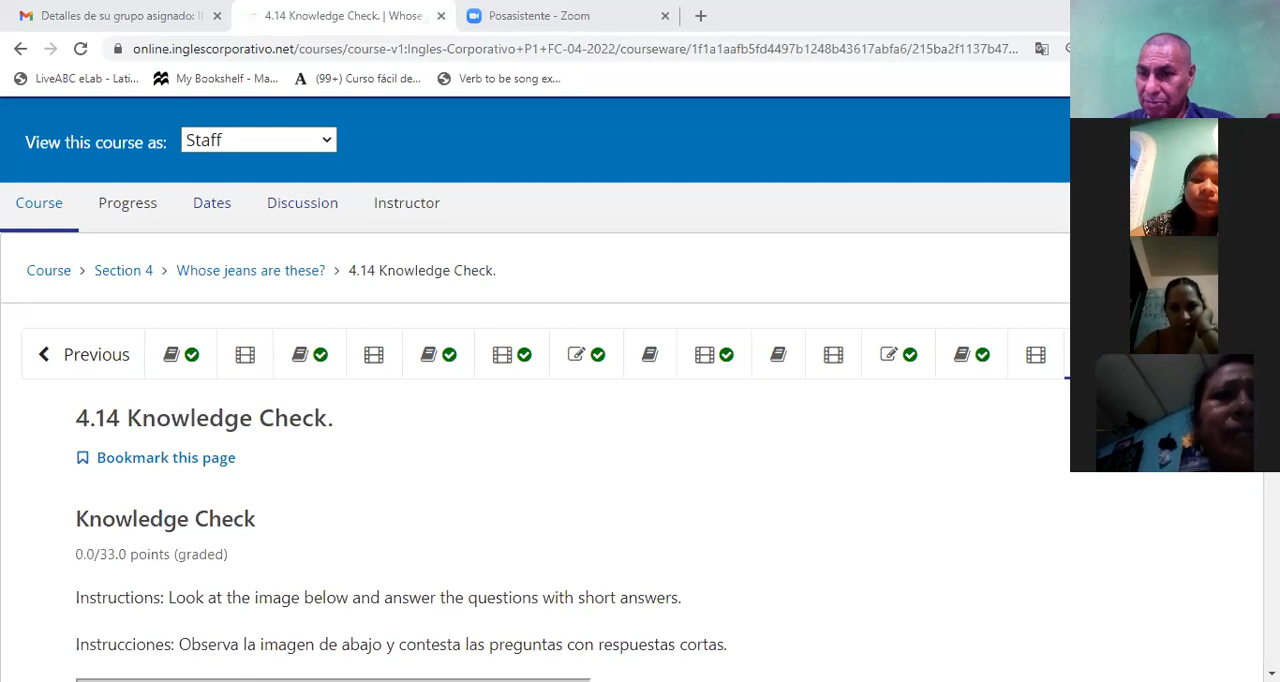 Detalles de su grupo asignado: I
4.14 Knowledge Check. | Whose
Posasistente - Zoom
online.inglescorporativo.net/courses/course-v1:Ingles-Corporativo+P1+FC-04-2022/courseware/1f1a1aafb5fd4497b1248b43617abfa6/215ba2f1137b47...
LiveABC eLab - Lati...
My Bookshelf - Ma...
(99+) Curso fácil de...
Verb to be song ex...
View this course as: Staff
Course Progress Dates Discussion Instructor
Course > Section 4 > Whose jeans are these? > 4.14 Knowledge Check.
Previous
4.14 Knowledge Check.
Bookmark this page
Knowledge Check
0.0/33.0 points (graded)
Instructions: Look at the image below and answer the questions with short answers.
Instrucciones: Observa la imagen de abajo y contesta las preguntas con respuestas cortas.